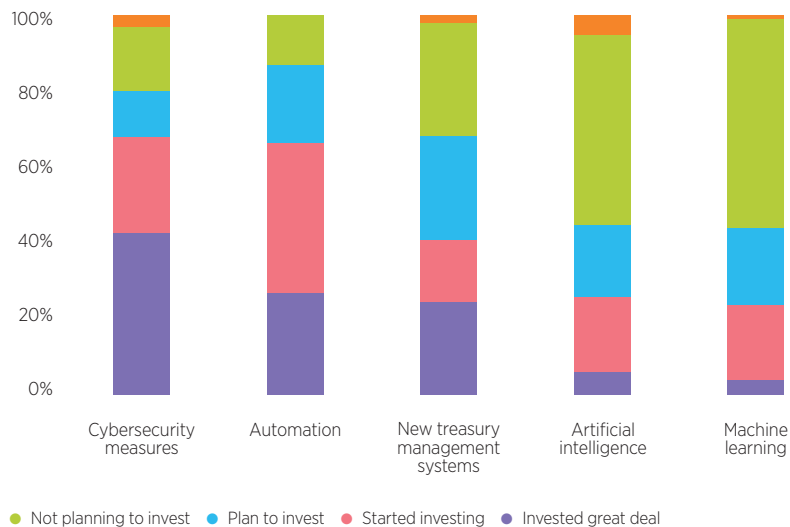 100%
80%
60%
40%
20%
0%
Cybersecurity
measures
Automation
New treasury
management
systems
Artificial
intelligence
Machine
learning
Not planning to invest Plan to invest Started investing Invested great deal